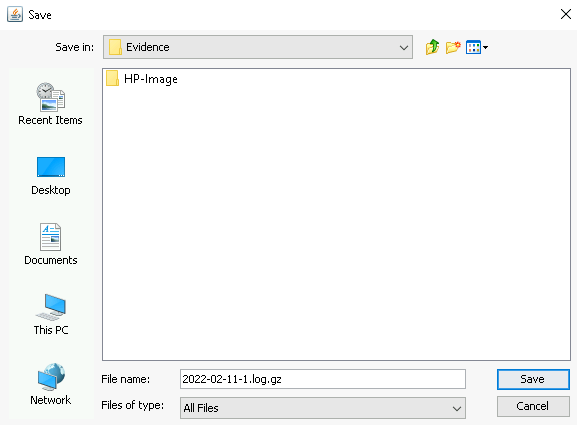 Save
Save in:
Evidence
HP-Image
Recent Items
Desktop
Documents
This PC
Network
File name:
2022-02-11-1.log.gz
Save
Files of type:
All Files
Cancel